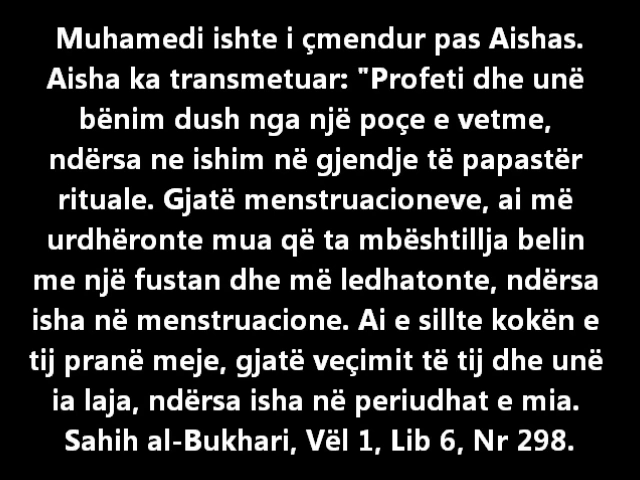 Muhamedi ishte i çmendur pas Aishas.
Aisha ka transmetuar: "Profeti dhe unë
bënim dush nga një poçe e vetme,
ndërsa ne ishim në gjendje të papastër
rituale. Gjatë menstruacioneve, ai më
urdhëronte mua që ta mbështillja belin
me një fustan dhe më ledhatonte, ndërsa
isha në menstruacione. Ai e sillte kokën e
tij pranë meje, gjatë veçimit të tij dhe unë
ia laja, ndërsa isha në periudhat e mia.
Sahih al-Bukhari, Vël 1, Lib 6, Nr 298.